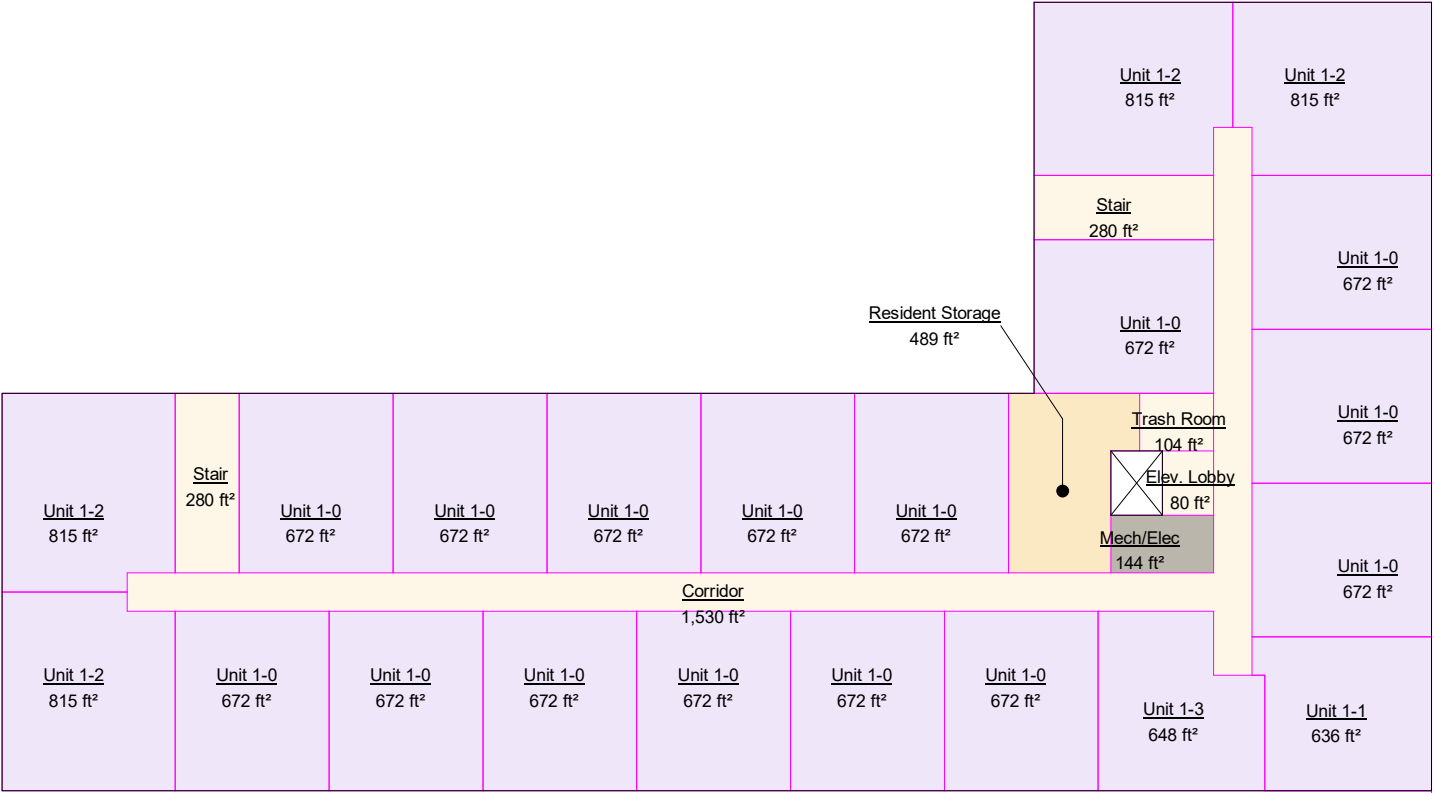 Unit 1-2
815 ft²
Unit 1-2
815 ft²
Stair
280 ft²
Unit 1-0
672 ft²
Resident Storage
489 ft²
Unit 1-0
672 ft²
Trash Room
104 ft²
Unit 1-0
672 ft²
Stair
280 ft²
Elev. Lobby
80 ft²
Unit 1-2
815 ft²
Unit 1-0
672 ft²
Unit 1-0
672 ft²
Unit 1-0
672 ft²
Unit 1-0
672 ft²
Unit 1-0
672 ft²
Mech/Elec
144 ft²
Unit 1-0
672 ft²
Corridor
1,530 ft²
Unit 1-2
815 ft²
Unit 1-0
672 ft²
Unit 1-0
672 ft²
Unit 1-0
672 ft²
Unit 1-0
672 ft²
Unit 1-0
672 ft²
Unit 1-0
672 ft²
Unit 1-3
648 ft²
Unit 1-1
636 ft²